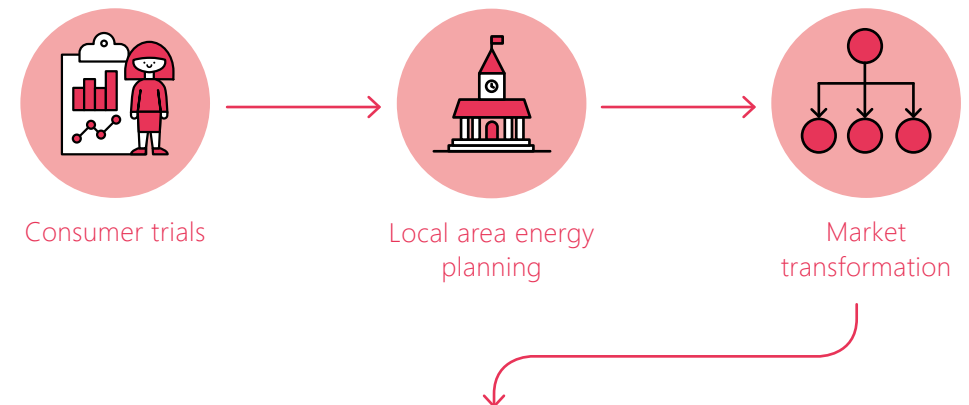 Consumer trials
Local area energy
planning
Market
transformation